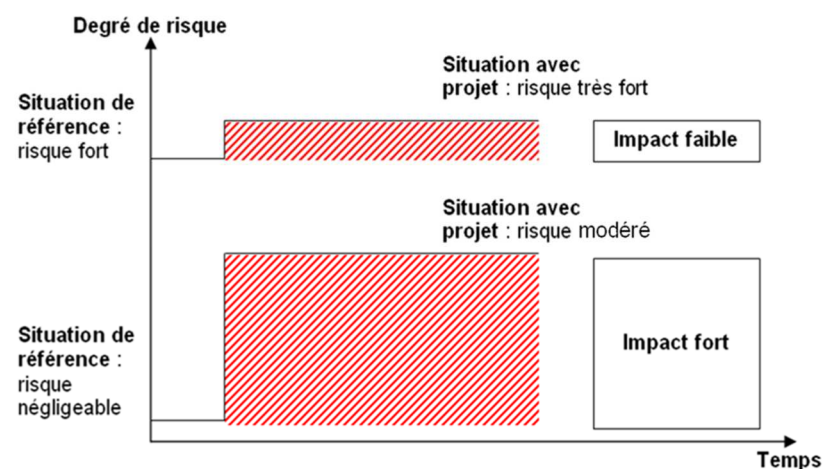 Degré de risque
Situation avec
projet : risque très fort
Situation de
référence :
risque fort
Impact faible
Situation avec
projet : risque modéré
Situation de
référence :
risque
négligeable
Impact fort
Temps